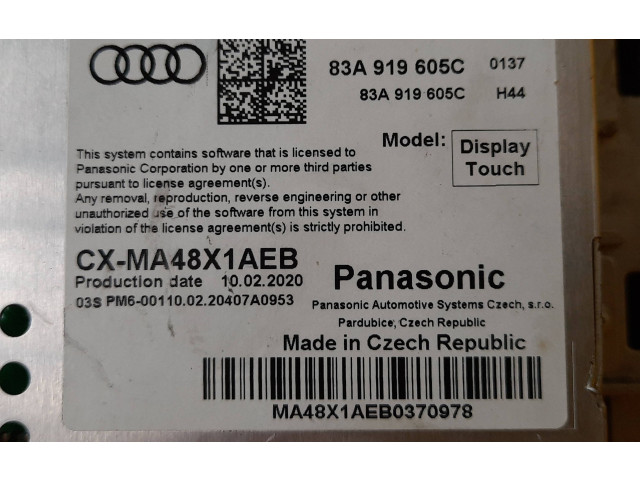 83A 919 605C 0137
83A 919 605C H44
Model: Display Touch
This system contains software that is licensed to
Panasonic Corporation by one or more third parties
pursuant to license agreement(s).
Any removal, reproduction, reverse engineering or other
unauthorized use of the software from this system in
violation of the license agreement(s) is strictly prohibited.
CX-MA48X1AEB
Production date 10.02.2020
03S PM6-00110.02.20407A0953
Panasonic
Panasonic Automotive Systems Czech, s.r.o.
Pardubice, Czech Republic
Made in Czech Republic
MA48X1AEB0370978